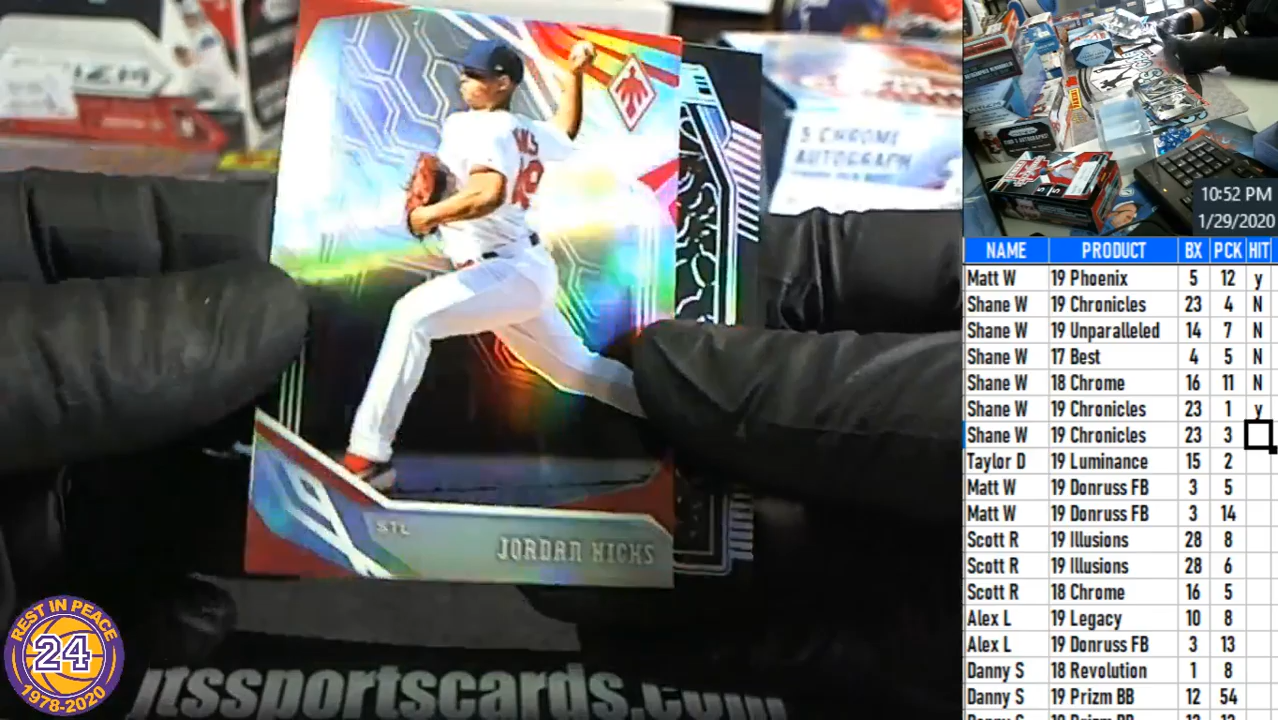 5 CHROME
AUTOGRAPH
18
STL
JORDAN HICKS
jtssportscards.com
REST IN PEACE
24
1978-2020
10:52 PM
1/29/2020
NAME PRODUCT BX PCK HIT
Matt W 19 Phoenix 5 12 y
Shane W 19 Chronicles 23 4 N
Shane W 19 Unparalleled 14 7 N
Shane W 17 Best 4 5 N
Shane W 18 Chrome 16 11 N
Shane W 19 Chronicles 23 1 y
Shane W 19 Chronicles 23 3
Taylor D 19 Luminance 15 2
Matt W 19 Donruss FB 3 5
Matt W 19 Donruss FB 3 14
Scott R 19 Illusions 28 8
Scott R 19 Illusions 28 6
Scott R 18 Chrome 16 5
Alex L 19 Legacy 10 8
Alex L 19 Donruss FB 3 13
Danny S 18 Revolution 1 8
Danny S 19 Prizm BB 12 54